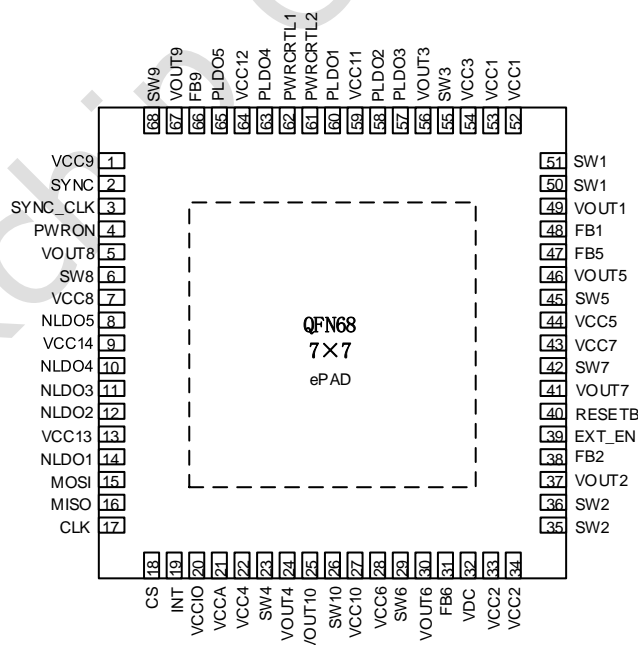 SW9
VOUT9
FB9
PLDO5
VCC12
PLDO4
PWRCRTL1
PWRCRTL2
PLDO1
VCC11
PLDO2
PLDO3
VOUT3
SW3
VCC3
VCC1
VCC1
68
67
66
65
64
63
62
61
60
59
58
57
56
55
54
53
52
VCC9 1
SYNC 2
SYNC_CLK 3
PWRON 4
VOUT8 5
SW8 6
VCC8 7
NLDO5 8
VCC14 9
NLDO4 10
NLDO3 11
NLDO2 12
VCC13 13
NLDO1 14
MOSI 15
MISO 16
CLK 17
QFN68
7×7
ePAD
51 SW1
50 SW1
49 VOUT1
48 FB1
47 FB5
46 VOUT5
45 SW5
44 VCC5
43 VCC7
42 SW7
41 VOUT7
40 RESETB
39 EXT_EN
38 FB2
37 VOUT2
36 SW2
35 SW2
18
19
20
21
22
23
24
25
26
27
28
29
30
31
32
33
34
CS
INT
VCCIO
VCCA
VCC4
SW4
VOUT4
VOUT10
SW10
VCC10
VCC6
SW6
VOUT6
FB6
VDC
VCC2
VCC2